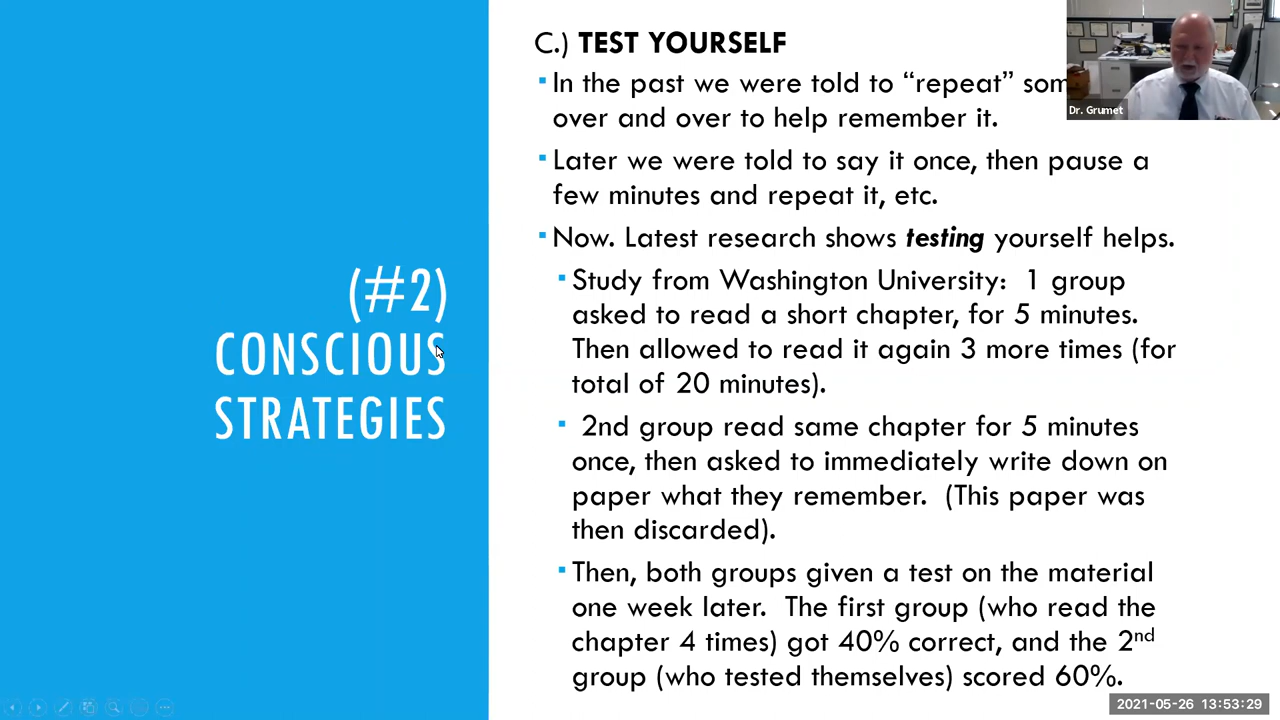 (#2)
CONSCIOUS
STRATEGIES
C.) TEST YOURSELF
In the past we were told to “repeat”
over and over to help remember it.
Later we were told to say it once, then pause a
few minutes and repeat it, etc.
Now. Latest research shows testing yourself helps.
Study from Washington University: 1 group
asked to read a short chapter, for 5 minutes.
Then allowed to read it again 3 more times (for
total of 20 minutes).
2nd group read same chapter for 5 minutes
once, then asked to immediately write down on
paper what they remember. (This paper was
then discarded).
Then, both groups given a test on the material
one week later. The first group (who read the
chapter 4 times) got 40% correct, and the 2nd
group (who tested themselves) scored 60%.
Dr. Grumet
2021-05-26 13:53:29